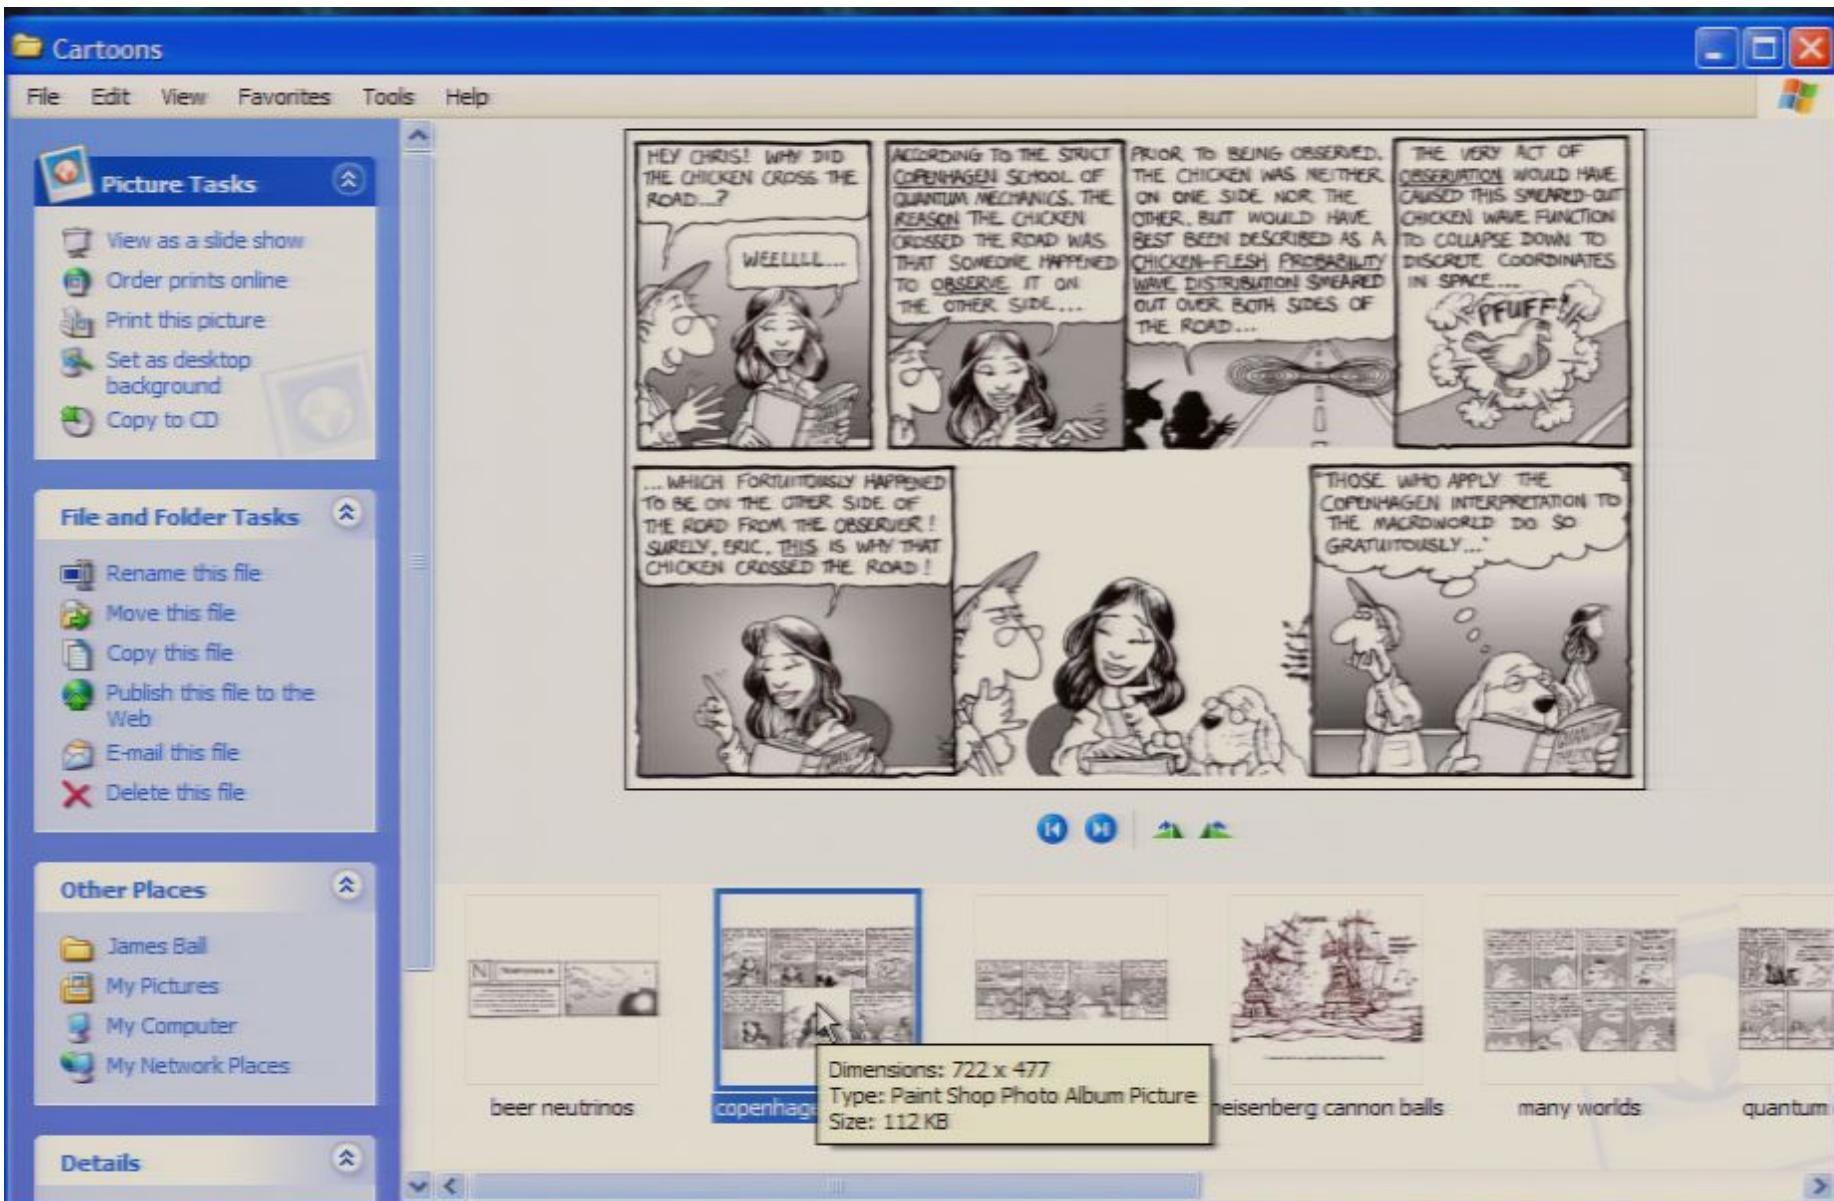 Cartoons
File Edit View Favorites Tools Help
Picture Tasks
View as a slide show
Order prints online
Print this picture
Set as desktop
background
Copy to CD
File and Folder Tasks
Rename this file
Move this file
Copy this file
Publish this file to the
Web
E-mail this file
Delete this file
Other Places
James Ball
My Pictures
My Computer
My Network Places
Details
HEY CHRIS! WHY DID
THE CHICKEN CROSS THE
ROAD...?
WEELLLL...
ACCORDING TO THE STRICT
COPENHAGEN SCHOOL OF
QUANTUM MECHANICS, THE
REASON THE CHICKEN
CROSSED THE ROAD WAS
THAT SOMEONE HAPPENED
TO OBSERVE IT ON
THE OTHER SIDE...
PRIOR TO BEING OBSERVED,
THE CHICKEN WAS NEITHER
ON ONE SIDE NOR THE
OTHER, BUT WOULD HAVE
BEST BEEN DESCRIBED AS A
CHICKEN-FLESH PROBABILITY
WAVE DISTRIBUTION SMEARED
OUT OVER BOTH SIDES OF
THE ROAD...
THE VERY ACT OF
OBSERVATION WOULD HAVE
CAUSED THIS SMEARED-OUT
CHICKEN WAVE FUNCTION
TO COLLAPSE DOWN TO
DISCRETE COORDINATES
IN SPACE....
PFUFF!
...WHICH FORTUITOUSLY HAPPENED
TO BE ON THE OTHER SIDE OF
THE ROAD FROM THE OBSERVER!
SURELY, ERIC, THIS IS WHY THAT
CHICKEN CROSSED THE ROAD!
"THOSE WHO APPLY THE
COPENHAGEN INTERPRETATION TO
THE MACROWORLD DO SO
GRATUITOUSLY..."
beer neutrinos
copenhag
eisenberg cannon balls
many worlds
quantum
Dimensions: 722 x 477
Type: Paint Shop Photo Album Picture
Size: 112 KB